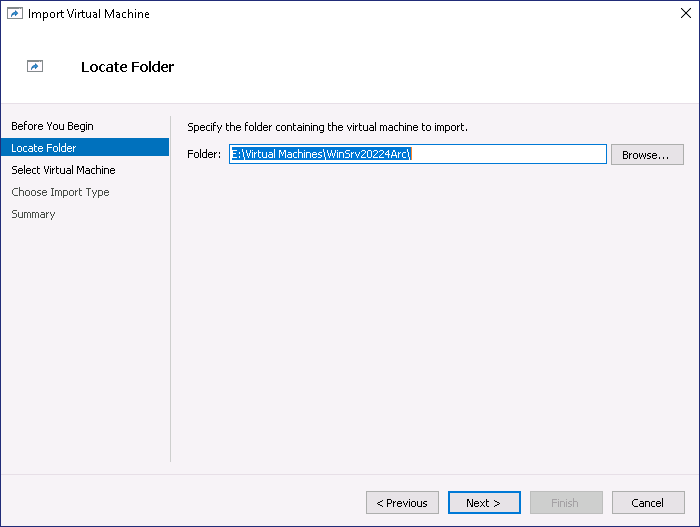 Import Virtual Machine
Locate Folder
Before You Begin
Locate Folder
Select Virtual Machine
Choose Import Type
Summary
Specify the folder containing the virtual machine to import.
Folder: E:\Virtual Machines\WinSrv20224Arc\ Browse...
< Previous Next > Finish Cancel